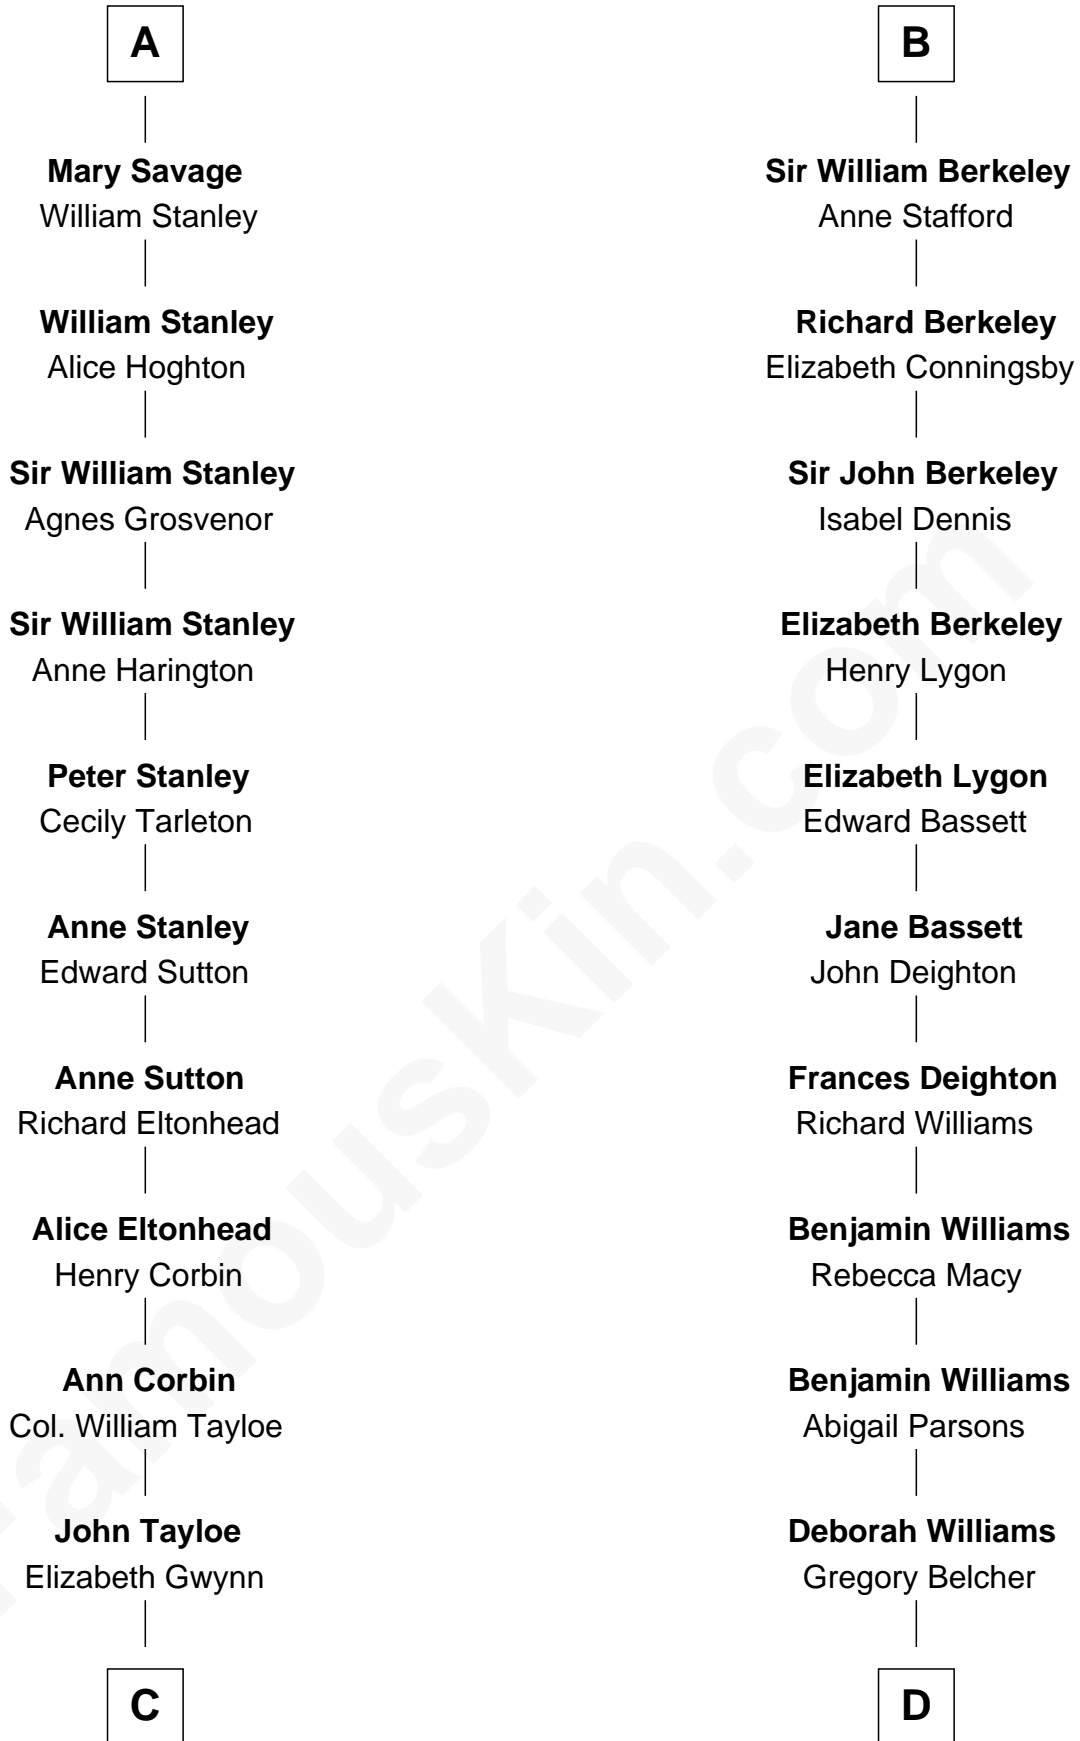 A
Mary Savage
William Stanley
William Stanley
Alice Hoghton
Sir William Stanley
Agnes Grosvenor
Sir William Stanley
Anne Harington
Peter Stanley
Cecily Tarleton
Anne Stanley
Edward Sutton
Anne Sutton
Richard Eltonhead
Alice Eltonhead
Henry Corbin
Ann Corbin
Col. William Tayloe
John Tayloe
Elizabeth Gwynn
C
B
Sir William Berkeley
Anne Stafford
Richard Berkeley
Elizabeth Conningsby
Sir John Berkeley
Isabel Dennis
Elizabeth Berkeley
Henry Lygon
Elizabeth Lygon
Edward Bassett
Jane Bassett
John Deighton
Frances Deighton
Richard Williams
Benjamin Williams
Rebecca Macy
Benjamin Williams
Abigail Parsons
Deborah Williams
Gregory Belcher
D
FamousKin.com